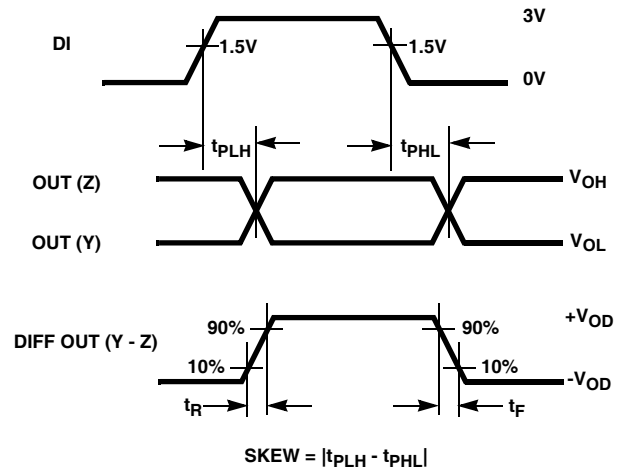 3V
DI
1.5V
1.5V
0V
tPLH
tPHL
OUT (Z)
VOH
OUT (Y)
VOL
+VOD
90%
90%
DIFF OUT (Y - Z)
10%
10%
-VOD
tR
tF
SKEW = |tPLH - tPHL|